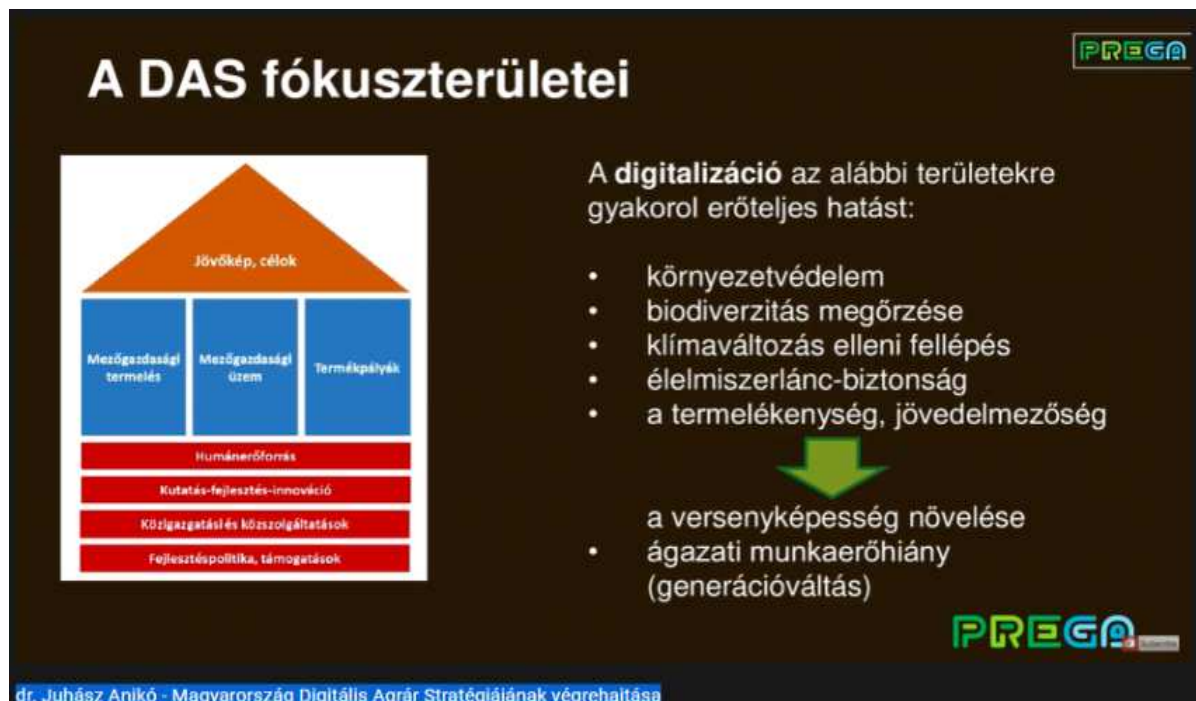 A DAS fókuszterületei
PREGA
Jövőkép, célok
Mezőgazdasági
termelés
Mezőgazdasági
üzem
Termékpályák
Humánerőforrás
Kutatás-fejlesztés-innováció
Közigazgatási és közszolgáltatások
Fejlesztéspolitika, támogatások
A digitalizáció az alábbi területekre
gyakorol erőteljes hatást:
• környezetvédelem
• biodiverzitás megőrzése
• klímaváltozás elleni fellépés
• élelmiszerlánc-biztonság
• a termelékenység, jövedelmezőség
a versenyképesség növelése
• ágazati munkaerőhiány
(generációváltás)
PREGA
dr. Juhász Anikó - Magyarország Digitális Agrár Stratégiájának végrehajtása